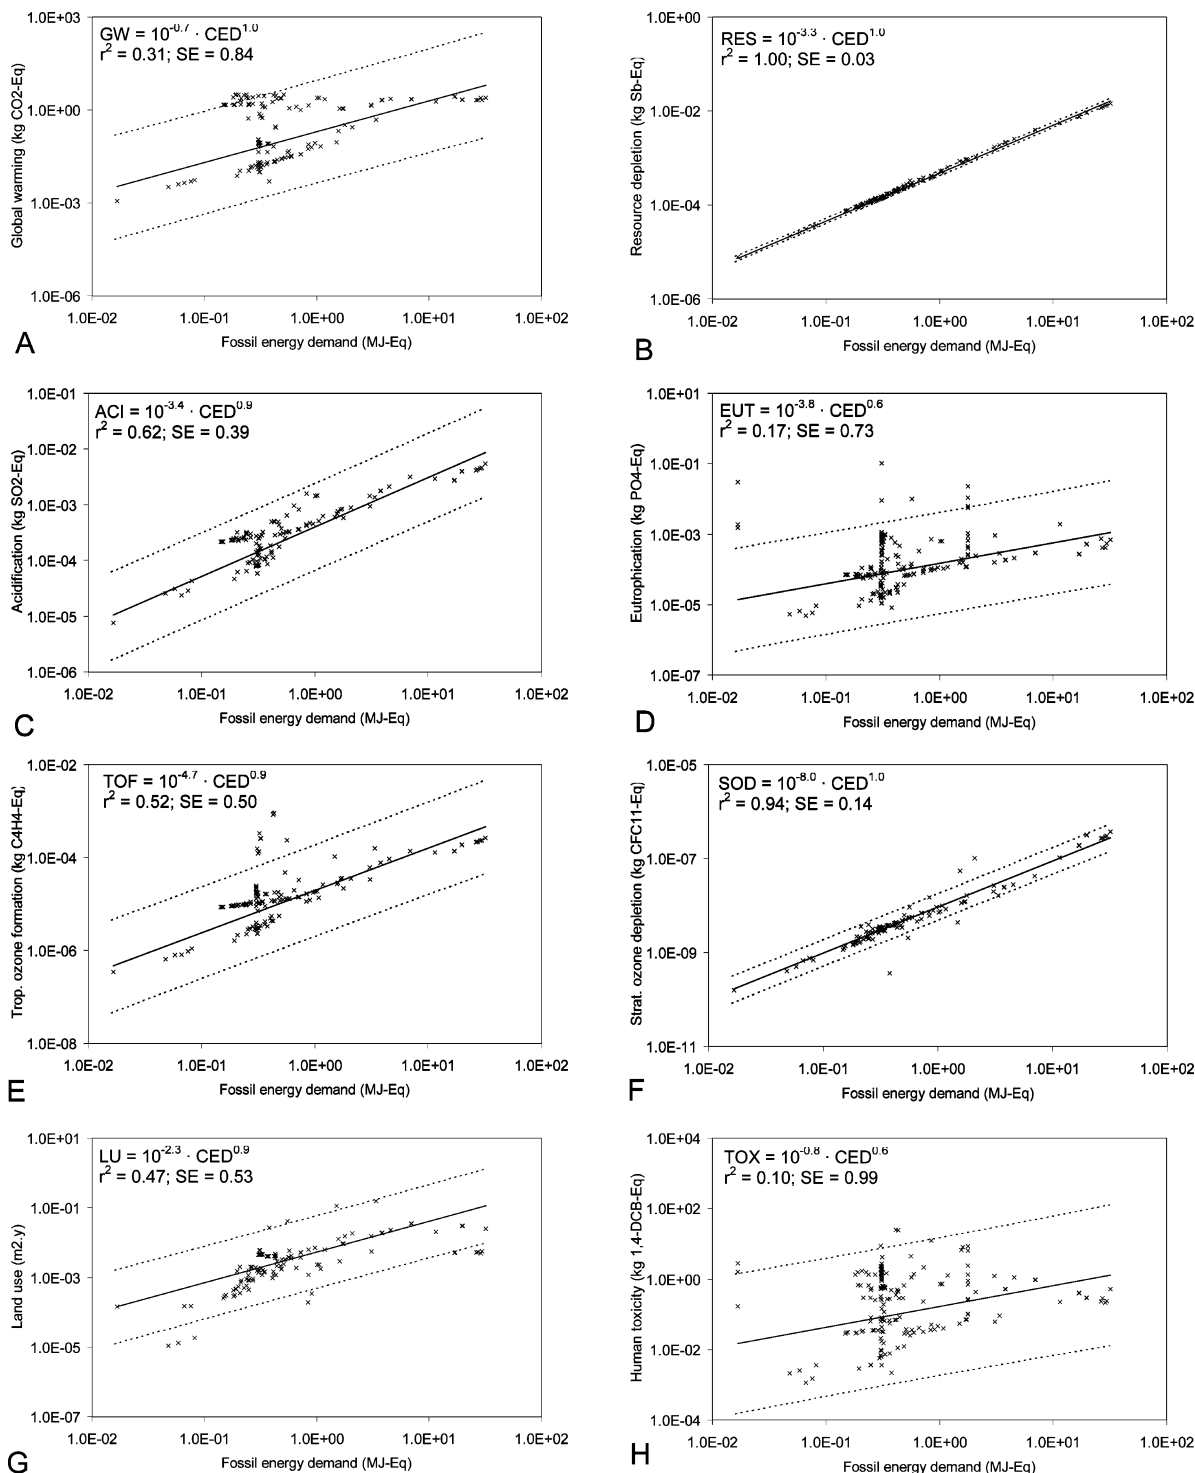 1.0E+03
GW = 10^-0.7 · CED^1.0
r^2 = 0.31; SE = 0.84
1.0E+00
1.0E-03
1.0E-06
Global warming (kg CO2-Eq)
1.0E-02 1.0E-01 1.0E+00 1.0E+01 1.0E+02
Fossil energy demand (MJ-Eq)
A
1.0E+00
RES = 10^-3.3 · CED^1.0
r^2 = 1.00; SE = 0.03
1.0E-02
1.0E-04
1.0E-06
Resource depletion (kg Sb-Eq)
1.0E-02 1.0E-01 1.0E+00 1.0E+01 1.0E+02
Fossil energy demand (MJ-Eq)
B
1.0E-01
ACI = 10^-3.4 · CED^0.9
r^2 = 0.62; SE = 0.39
1.0E-02
1.0E-03
1.0E-04
1.0E-05
1.0E-06
Acidification (kg SO2-Eq)
1.0E-02 1.0E-01 1.0E+00 1.0E+01 1.0E+02
Fossil energy demand (MJ-Eq)
C
1.0E+01
EUT = 10^-3.8 · CED^0.6
r^2 = 0.17; SE = 0.73
1.0E-01
1.0E-03
1.0E-05
1.0E-07
Eutrophication (kg PO4-Eq)
1.0E-02 1.0E-01 1.0E+00 1.0E+01 1.0E+02
Fossil energy demand (MJ-Eq)
D
1.0E-02
TOF = 10^-4.7 · CED^0.9
r^2 = 0.52; SE = 0.50
1.0E-04
1.0E-06
1.0E-08
Trop. ozone formation (kg C4H4-Eq)
1.0E-02 1.0E-01 1.0E+00 1.0E+01 1.0E+02
Fossil energy demand (MJ-Eq)
E
1.0E-05
SOD = 10^-8.0 · CED^1.0
r^2 = 0.94; SE = 0.14
1.0E-07
1.0E-09
1.0E-11
Strat. ozone depletion (kg CFC11-Eq)
1.0E-02 1.0E-01 1.0E+00 1.0E+01 1.0E+02
Fossil energy demand (MJ-Eq)
F
1.0E+01
LU = 10^-2.3 · CED^0.9
r^2 = 0.47; SE = 0.53
1.0E-01
1.0E-03
1.0E-05
1.0E-07
Land use (m2.y)
1.0E-02 1.0E-01 1.0E+00 1.0E+01 1.0E+02
Fossil energy demand (MJ-Eq)
G
1.0E+04
TOX = 10^-0.8 · CED^0.6
r^2 = 0.10; SE = 0.99
1.0E+02
1.0E+00
1.0E-02
1.0E-04
Human toxicity (kg 1,4-DCB-Eq)
1.0E-02 1.0E-01 1.0E+00 1.0E+01 1.0E+02
Fossil energy demand (MJ-Eq)
H